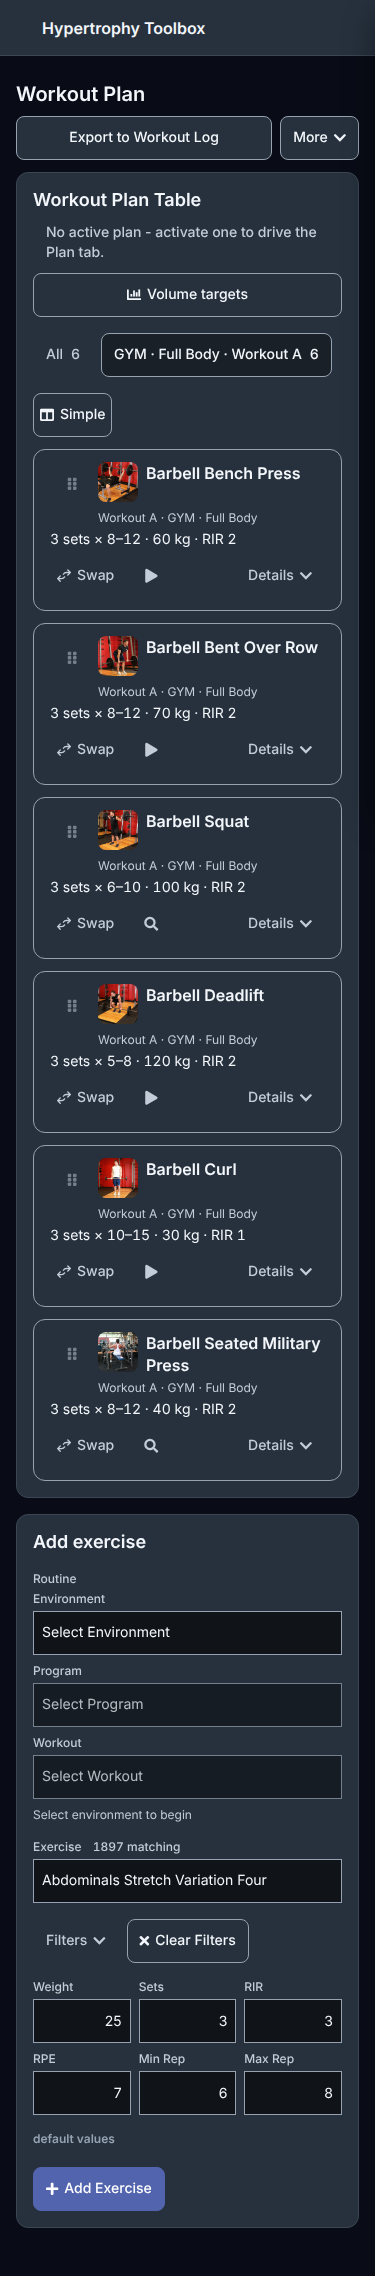 Hypertrophy Toolbox
Workout Plan
Export to Workout Log
More
Workout Plan Table
No active plan - activate one to drive the
Plan tab.
Volume targets
All 6
GYM · Full Body · Workout A 6
Simple
Barbell Bench Press
Workout A · GYM · Full Body
3 sets × 8–12 · 60 kg · RIR 2
Swap
Details
Barbell Bent Over Row
Workout A · GYM · Full Body
3 sets × 8–12 · 70 kg · RIR 2
Swap
Details
Barbell Squat
Workout A · GYM · Full Body
3 sets × 6–10 · 100 kg · RIR 2
Swap
Details
Barbell Deadlift
Workout A · GYM · Full Body
3 sets × 5–8 · 120 kg · RIR 2
Swap
Details
Barbell Curl
Workout A · GYM · Full Body
3 sets × 10–15 · 30 kg · RIR 1
Swap
Details
Barbell Seated Military
Press
Workout A · GYM · Full Body
3 sets × 8–12 · 40 kg · RIR 2
Swap
Details
Add exercise
Routine
Environment
Select Environment
Program
Select Program
Workout
Select Workout
Select environment to begin
Exercise 1897 matching
Abdominals Stretch Variation Four
Filters
Clear Filters
Weight Sets RIR
25 3 3
RPE Min Rep Max Rep
7 6 8
default values
Add Exercise